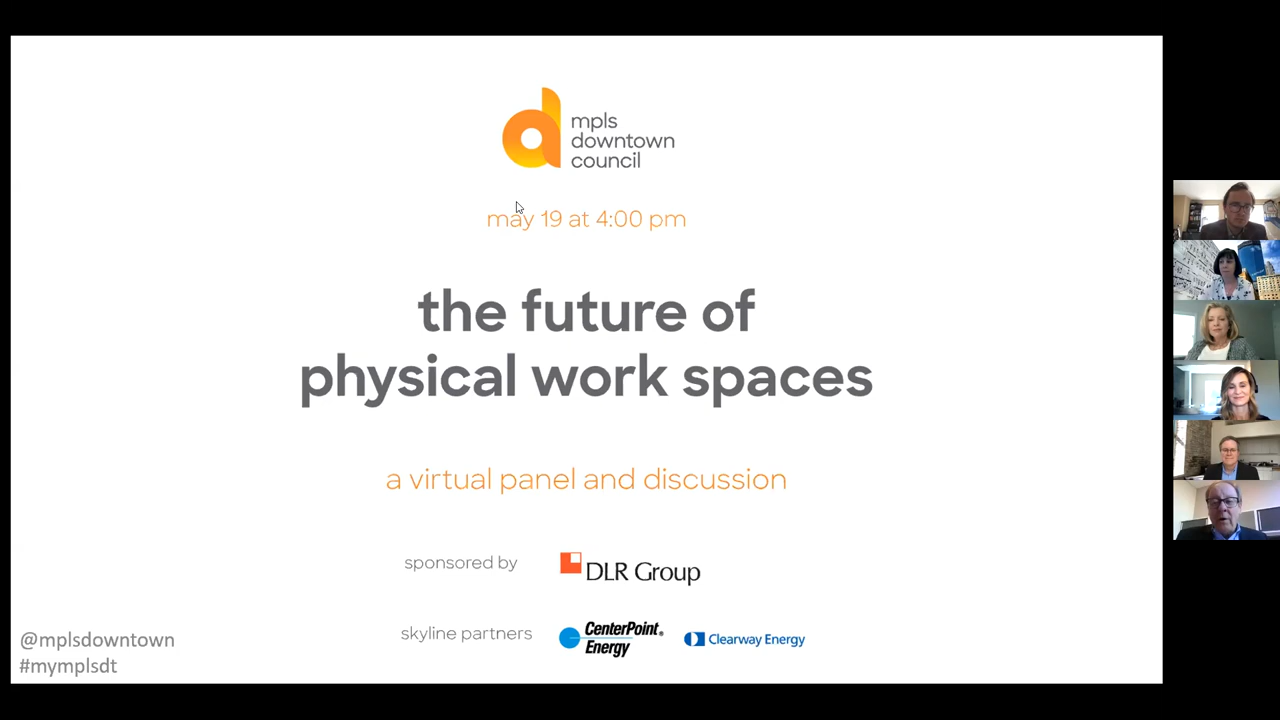 mpls
downtown
council
may 19 at 4:00 pm
the future of
physical work spaces
a virtual panel and discussion
sponsored by
DLR Group
skyline partners
CenterPoint®
Energy
Clearway Energy
@mplsdowntown
#mymplsdt